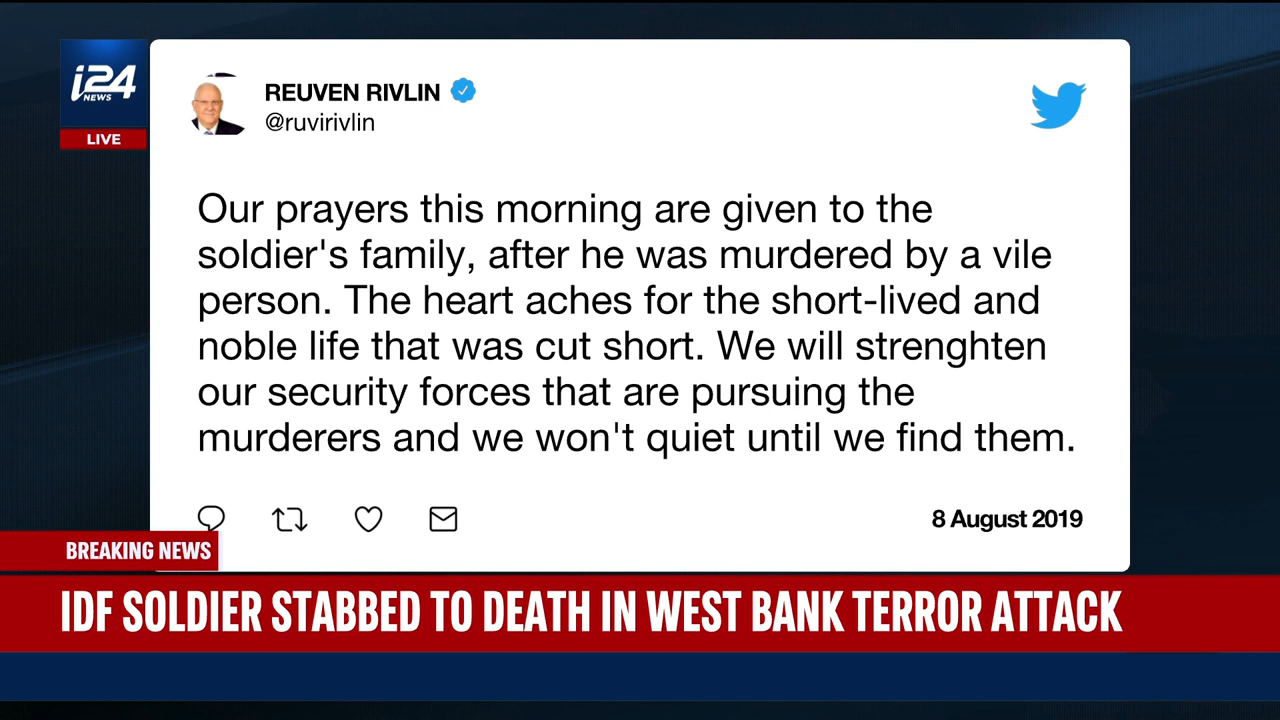 i24
NEWS
LIVE
REUVEN RIVLIN
@ruvirivlin
Our prayers this morning are given to the
soldier's family, after he was murdered by a vile
person. The heart aches for the short-lived and
noble life that was cut short. We will strenghten
our security forces that are pursuing the
murderers and we won't quiet until we find them.
8 August 2019
BREAKING NEWS
IDF SOLDIER STABBED TO DEATH IN WEST BANK TERROR ATTACK